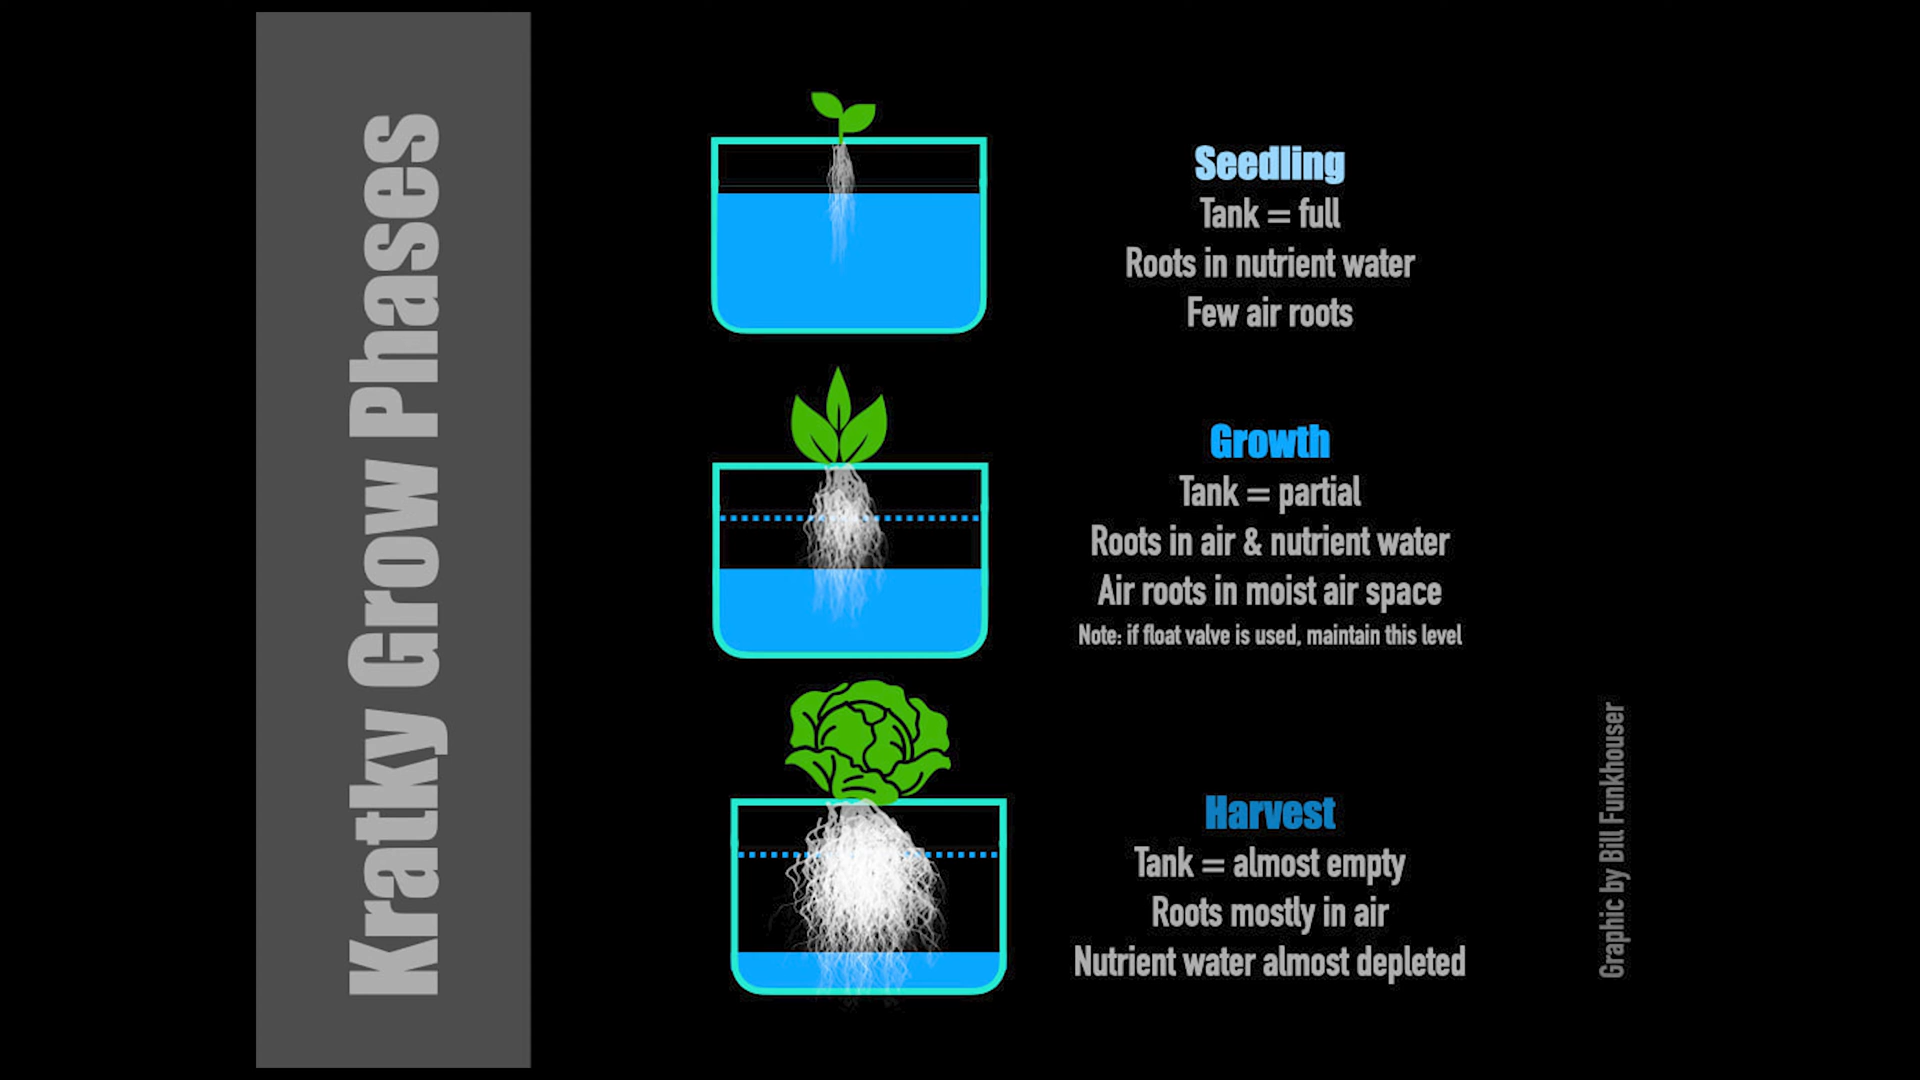 Kratky Grow Phases
Seedling
Tank = full
Roots in nutrient water
Few air roots
Growth
Tank = partial
Roots in air & nutrient water
Air roots in moist air space
Note: if float valve is used, maintain this level
Harvest
Tank = almost empty
Roots mostly in air
Nutrient water almost depleted
Graphic by Bill Funkhouser